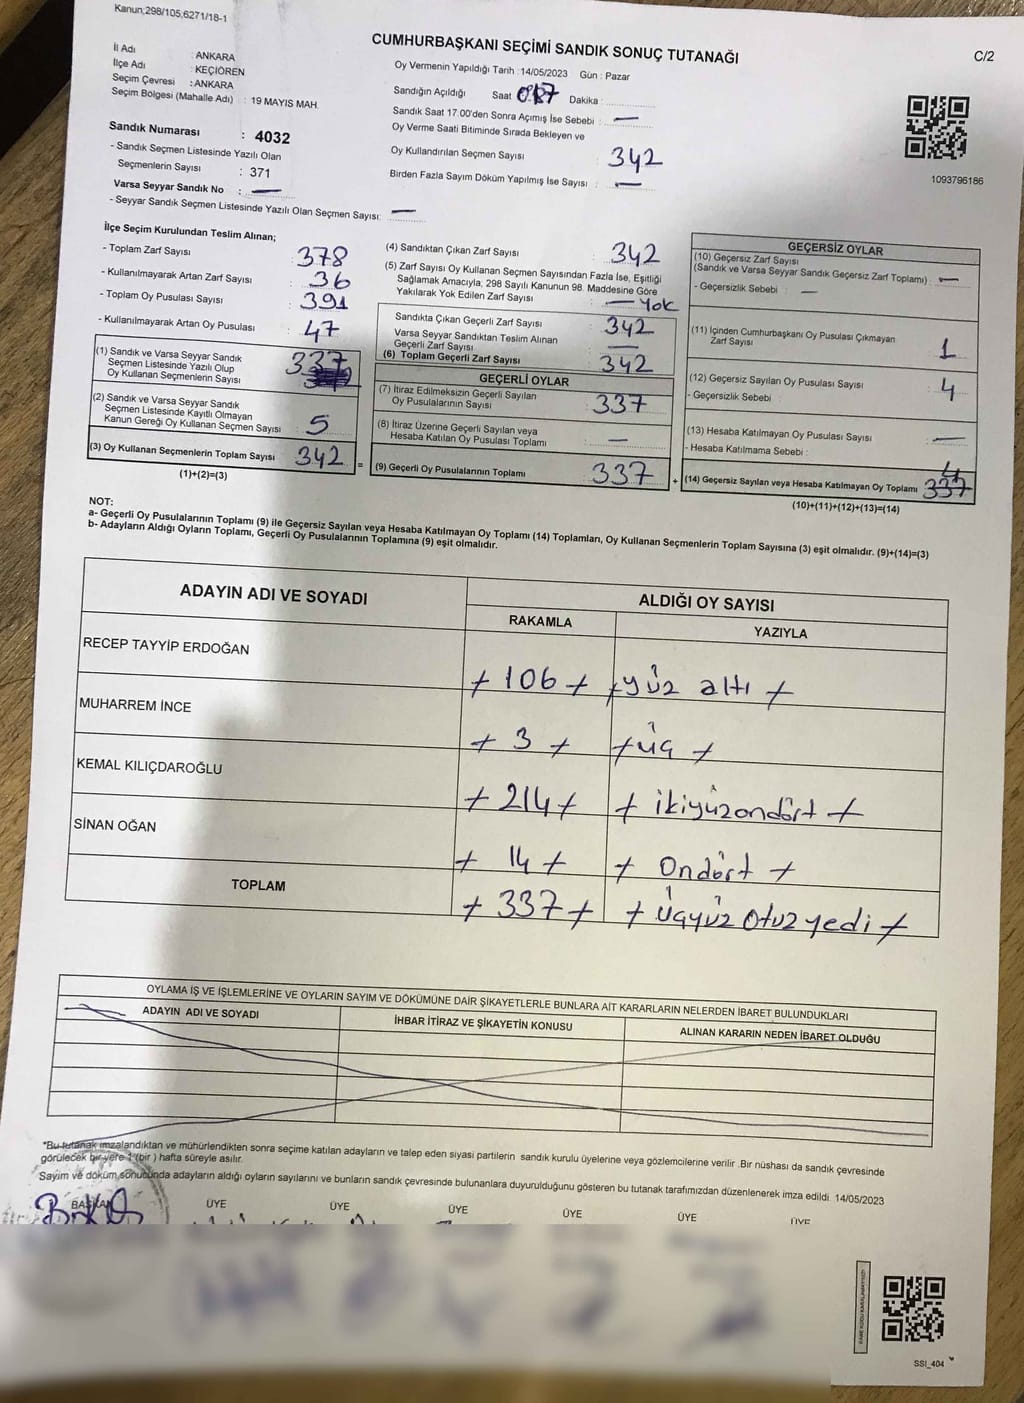 Kanun;298/105,6271/18-1
CUMHURBAŞKANI SEÇİMİ SANDIK SONUÇ TUTANAĞI
C/2
İl Adı : ANKARA
İlçe Adı : KEÇİÖREN
Seçim Çevresi : ANKARA
Seçim Bölgesi (Mahalle Adı) : 19 MAYIS MAH.
Sandık Numarası : 4032
- Sandık Seçmen Listesinde Yazılı Olan
Seçmenlerin Sayısı : 371
Varsa Seyyar Sandık No : —
- Seyyar Sandık Seçmen Listesinde Yazılı Olan Seçmen Sayısı: —
Oy Vermenin Yapıldığı Tarih : 14/05/2023 Gün : Pazar
Sandığın Açıldığı Saat Dakika :
Sandık Saat 17:00'den Sonra Açımış İse Sebebi : —
Oy Verme Saati Bitiminde Sırada Bekleyen ve
Oy Kullandırılan Seçmen Sayısı : 342
Birden Fazla Sayım Döküm Yapılmış İse Sayısı : —
1093796186
İlçe Seçim Kurulundan Teslim Alınan;
- Toplam Zarf Sayısı : 378
- Kullanılmayarak Artan Zarf Sayısı : 36
- Toplam Oy Pusulası Sayısı : 391
- Kullanılmayarak Artan Oy Pusulası : 47
(1) Sandık ve Varsa Seyyar Sandık
Seçmen Listesinde Yazılı Olup
Oy Kullanan Seçmenlerin Sayısı 337
(2) Sandık ve Varsa Seyyar Sandık
Seçmen Listesinde Kayıtlı Olmayan
Kanun Gereği Oy Kullanan Seçmen Sayısı : 5
(3) Oy Kullanan Seçmenlerin Toplam Sayısı 342 =
(1)+(2)=(3)
(4) Sandıktan Çıkan Zarf Sayısı : 342
(5) Zarf Sayısı Oy Kullanan Seçmen Sayısından Fazla İse, Eşitliği
Sağlamak Amacıyla, 298 Sayılı Kanunun 98. Maddesine Göre
Yakılarak Yok Edilen Zarf Sayısı : — Yok
Sandıkta Çıkan Geçerli Zarf Sayısı : 342
Varsa Seyyar Sandıktan Teslim Alınan
Geçerli Zarf Sayısı : —
(6) Toplam Geçerli Zarf Sayısı : 342
GEÇERLİ OYLAR
(7) İtiraz Edilmeksizin Geçerli Sayılan
Oy Pusulalarının Sayısı : 337
(8) İtiraz Üzerine Geçerli Sayılan veya
Hesaba Katılan Oy Pusulası Toplamı : —
(9) Geçerli Oy Pusulalarının Toplamı : 337 +
GEÇERSİZ OYLAR
(10) Geçersiz Zarf Sayısı
(Sandık ve Varsa Seyyar Sandık Geçersiz Zarf Toplamı) : —
- Geçersizlik Sebebi : —
(11) İçinden Cumhurbaşkanı Oy Pusulası Çıkmayan
Zarf Sayısı : 1
(12) Geçersiz Sayılan Oy Pusulası Sayısı : 4
- Geçersizlik Sebebi :
(13) Hesaba Katılmayan Oy Pusulası Sayısı : —
- Hesaba Katılmama Sebebi :
(14) Geçersiz Sayılan veya Hesaba Katılmayan Oy Toplamı : 4 337
(10)+(11)+(12)+(13)=(14)
NOT:
a- Geçerli Oy Pusulalarının Toplamı (9) ile Geçersiz Sayılan veya Hesaba Katılmayan Oy Toplamı (14) Toplamları, Oy Kullanan Seçmenlerin Toplam Sayısına (3) eşit olmalıdır. (9)+(14)=(3)
b- Adayların Aldığı Oyların Toplamı, Geçerli Oy Pusulalarının Toplamına (9) eşit olmalıdır.
ADAYIN ADI VE SOYADI ALDIĞI OY SAYISI
RAKAMLA YAZIYLA
RECEP TAYYİP ERDOĞAN + 106 + + yüz altı +
MUHARREM İNCE + 3 + + üç +
KEMAL KILIÇDAROĞLU + 214 + + ikiyüzondört +
SİNAN OĞAN + 14 + + Ondört +
TOPLAM + 337 + + Üçyüz Otuz yedi +
OYLAMA İŞ VE İŞLEMLERİNE VE OYLARIN SAYIM VE DÖKÜMÜNE DAİR ŞİKAYETLERLE BUNLARA AİT KARARLARIN NELERDEN İBARET BULUNDUKLARI
ADAYIN ADI VE SOYADI İHBAR İTİRAZ VE ŞİKAYETİN KONUSU ALINAN KARARIN NEDEN İBARET OLDUĞU
*Bu tutanak imzalandıktan ve mühürlendikten sonra seçime katılan adayların ve talep eden siyasi partilerin sandık kurulu üyelerine veya gözlemcilerine verilir .Bir nüshası da sandık çevresinde
görülecek bir yere 1 (bir ) hafta süreyle asılır.
Sayım ve döküm sonucunda adayların aldığı oyların sayılarını ve bunların sandık çevresinde bulunanlara duyurulduğunu gösteren bu tutanak tarafımızdan düzenlenerek imza edildi. 14/05/2023
BAŞKAN ÜYE ÜYE ÜYE ÜYE ÜYE ÜYE
SSI_404